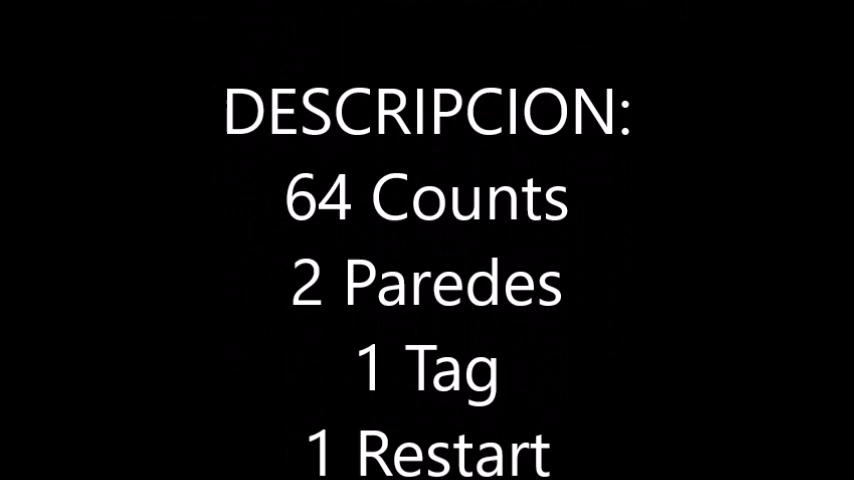 DESCRIPCION:
64 Counts
2 Paredes
1 Tag
1 Restart